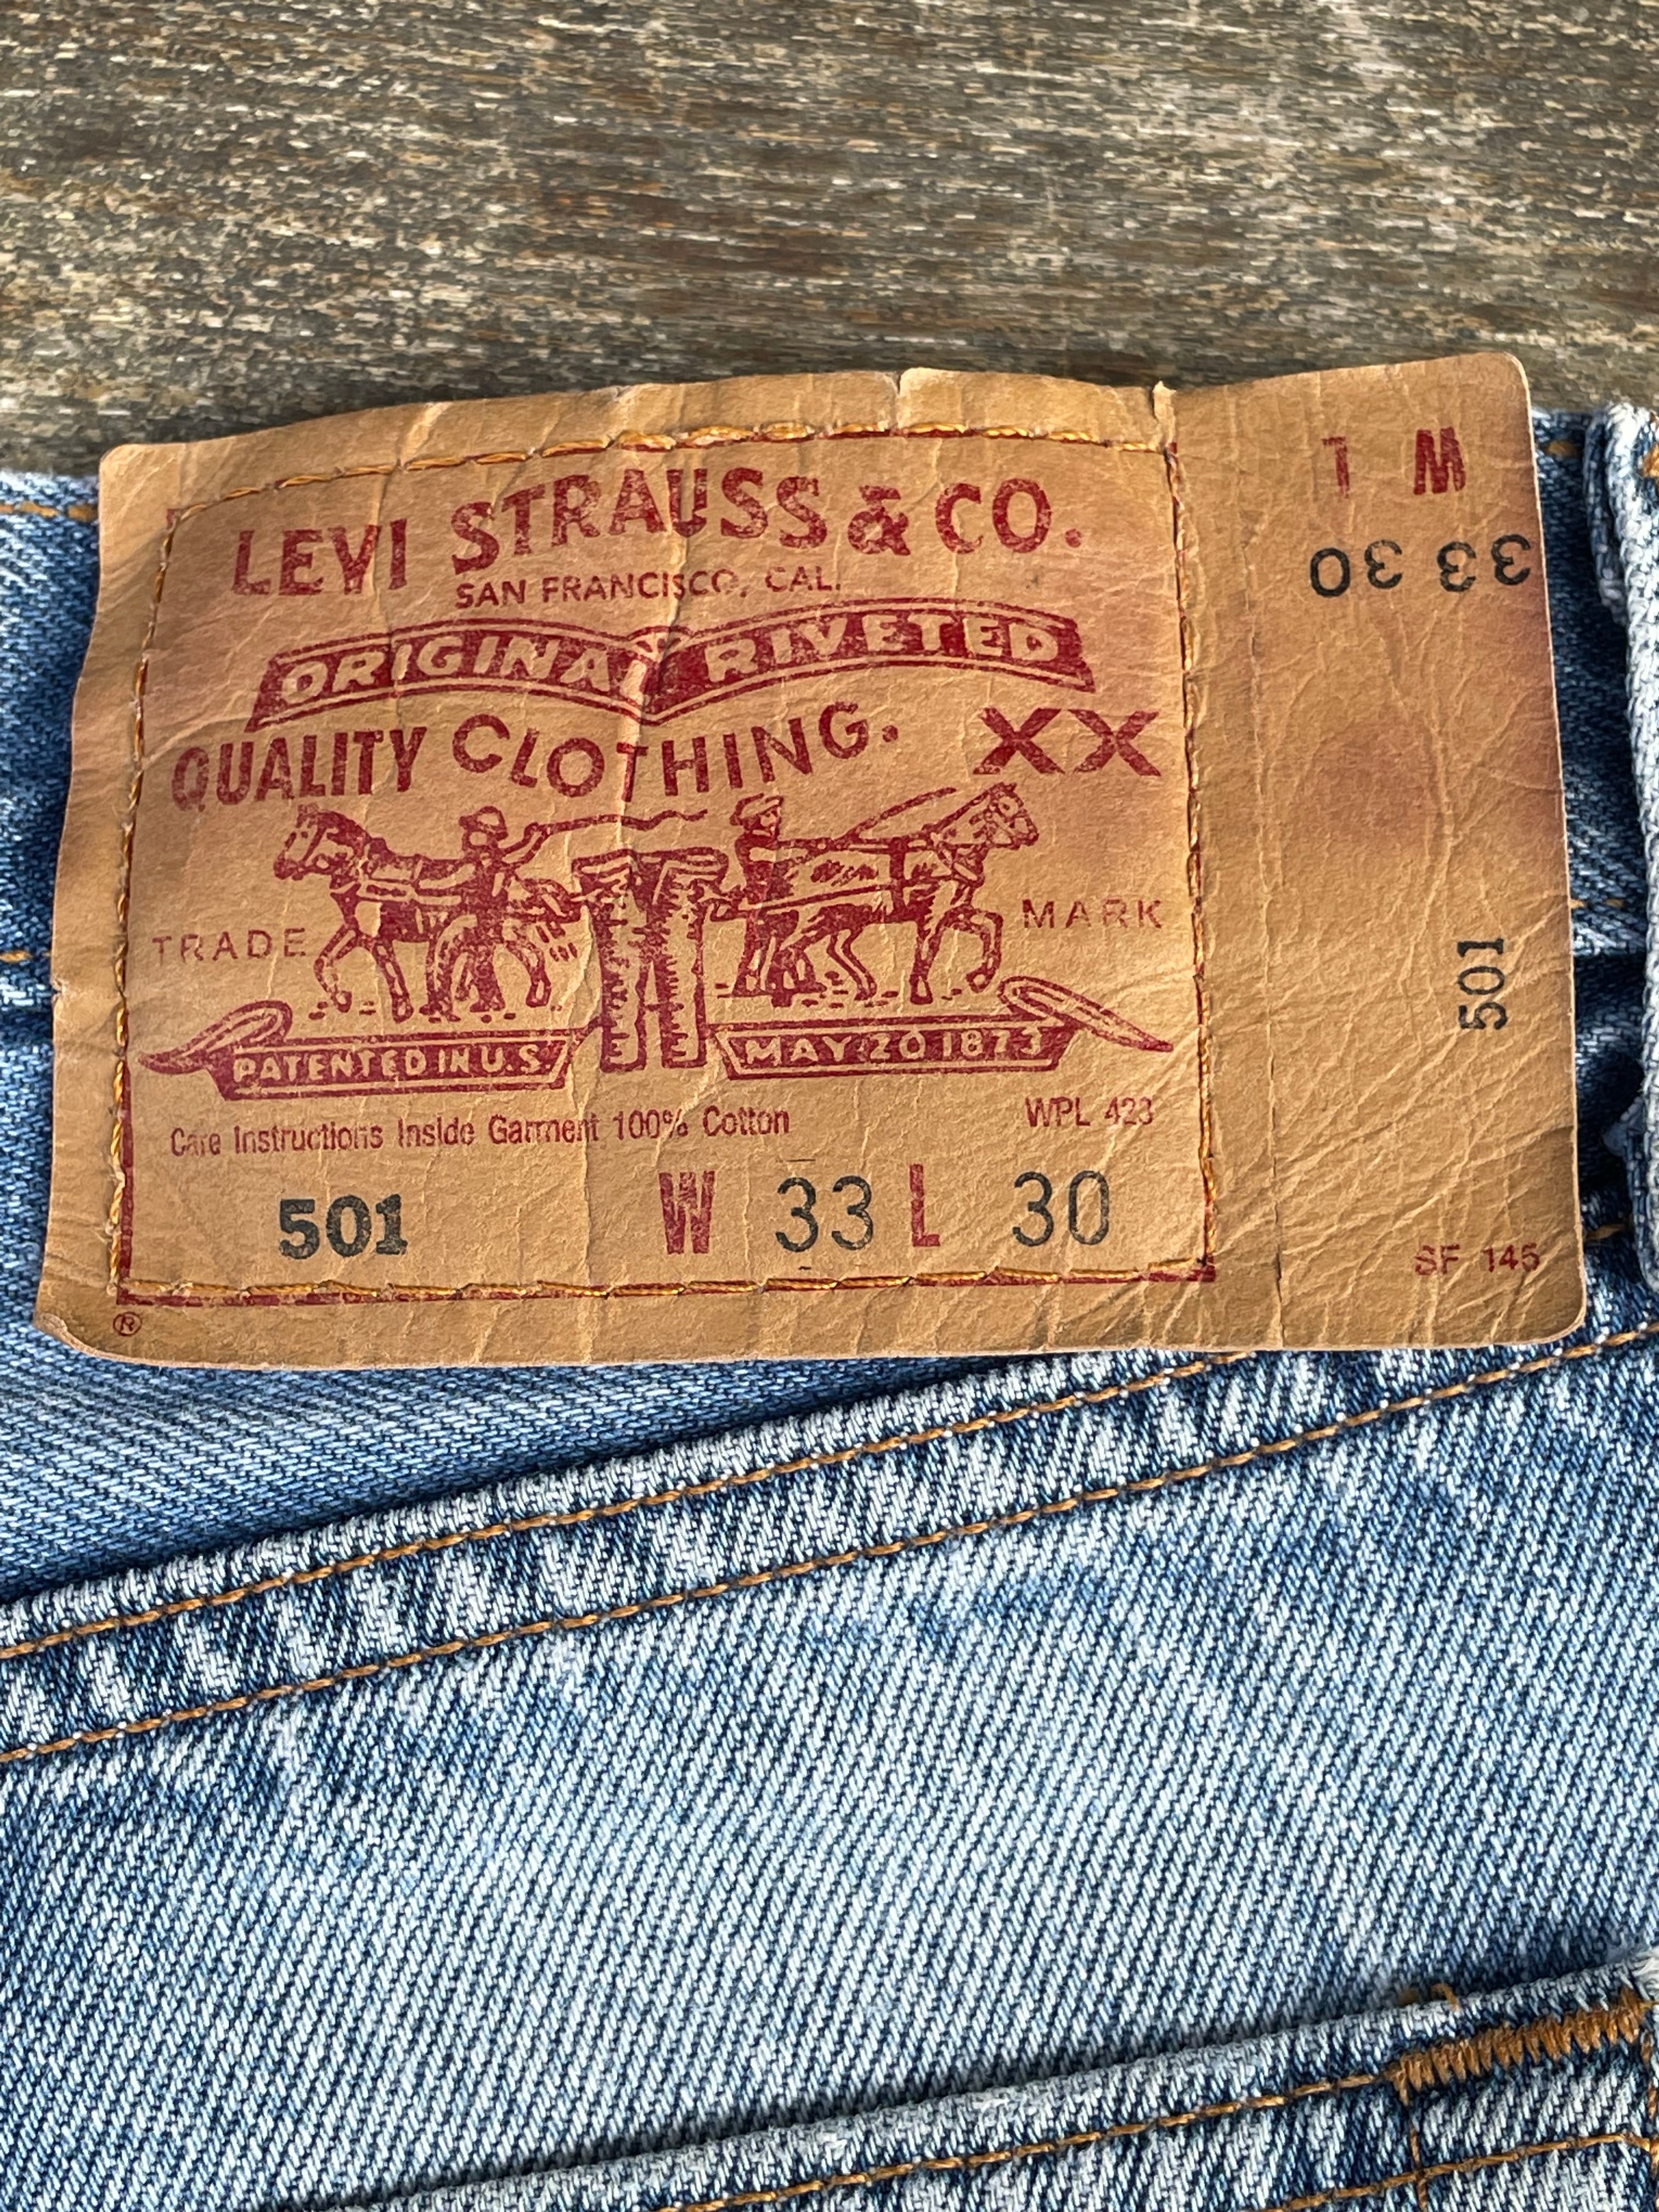 LEVI STRAUSS & CO.
SAN FRANCISCO, CAL.
ORIGINAL RIVETED
QUALITY CLOTHING. XX
TRADE MARK
PATENTED IN U.S. MAY 20 1873
Care Instructions Inside Garment 100% Cotton WPL 423
501 W 33 L 30
®
W L
33 30
501
SF 145